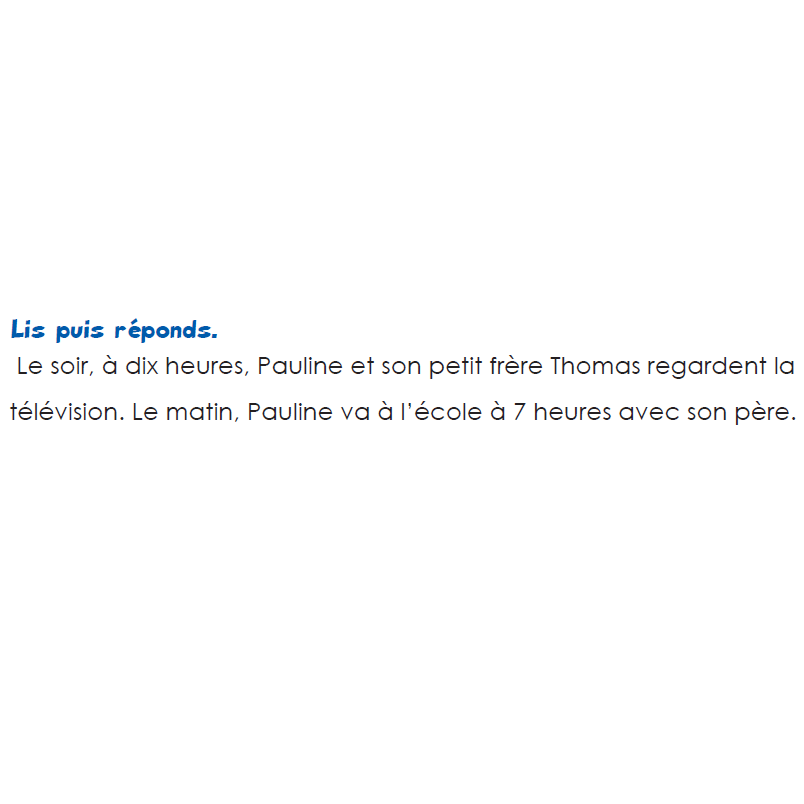 Lis puis réponds.
Le soir, à dix heures, Pauline et son petit frère Thomas regardent la
télévision. Le matin, Pauline va à l’école à 7 heures avec son père.